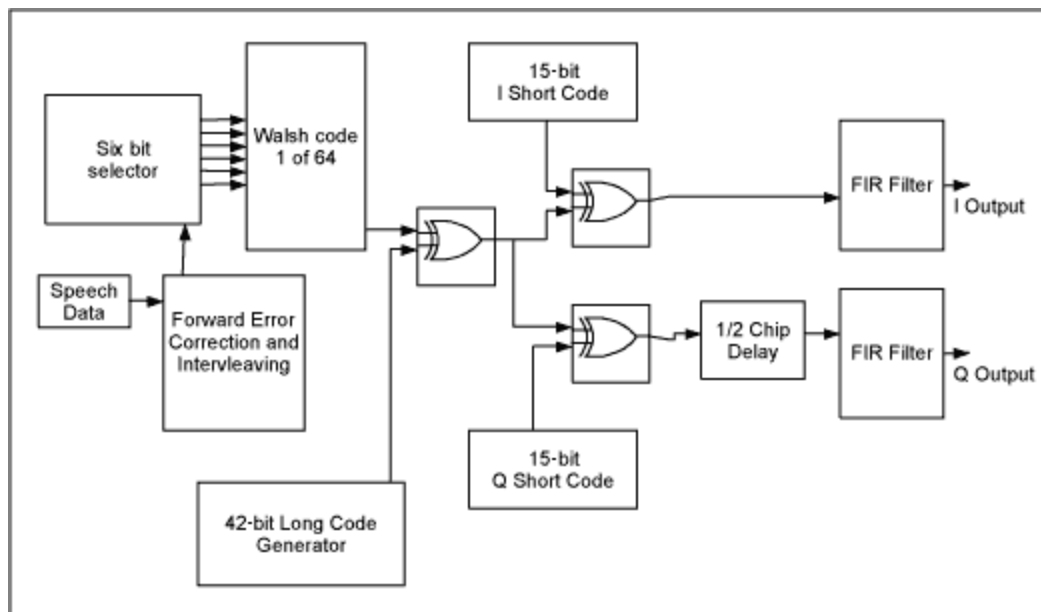 15-bit
I Short Code
Six bit
selector
Walsh code
1 of 64
FIR Filter
I Output
Speech
Data
Forward Error
Correction and
Intervleaving
1/2 Chip
Delay
FIR Filter
Q Output
15-bit
Q Short Code
42-bit Long Code
Generator